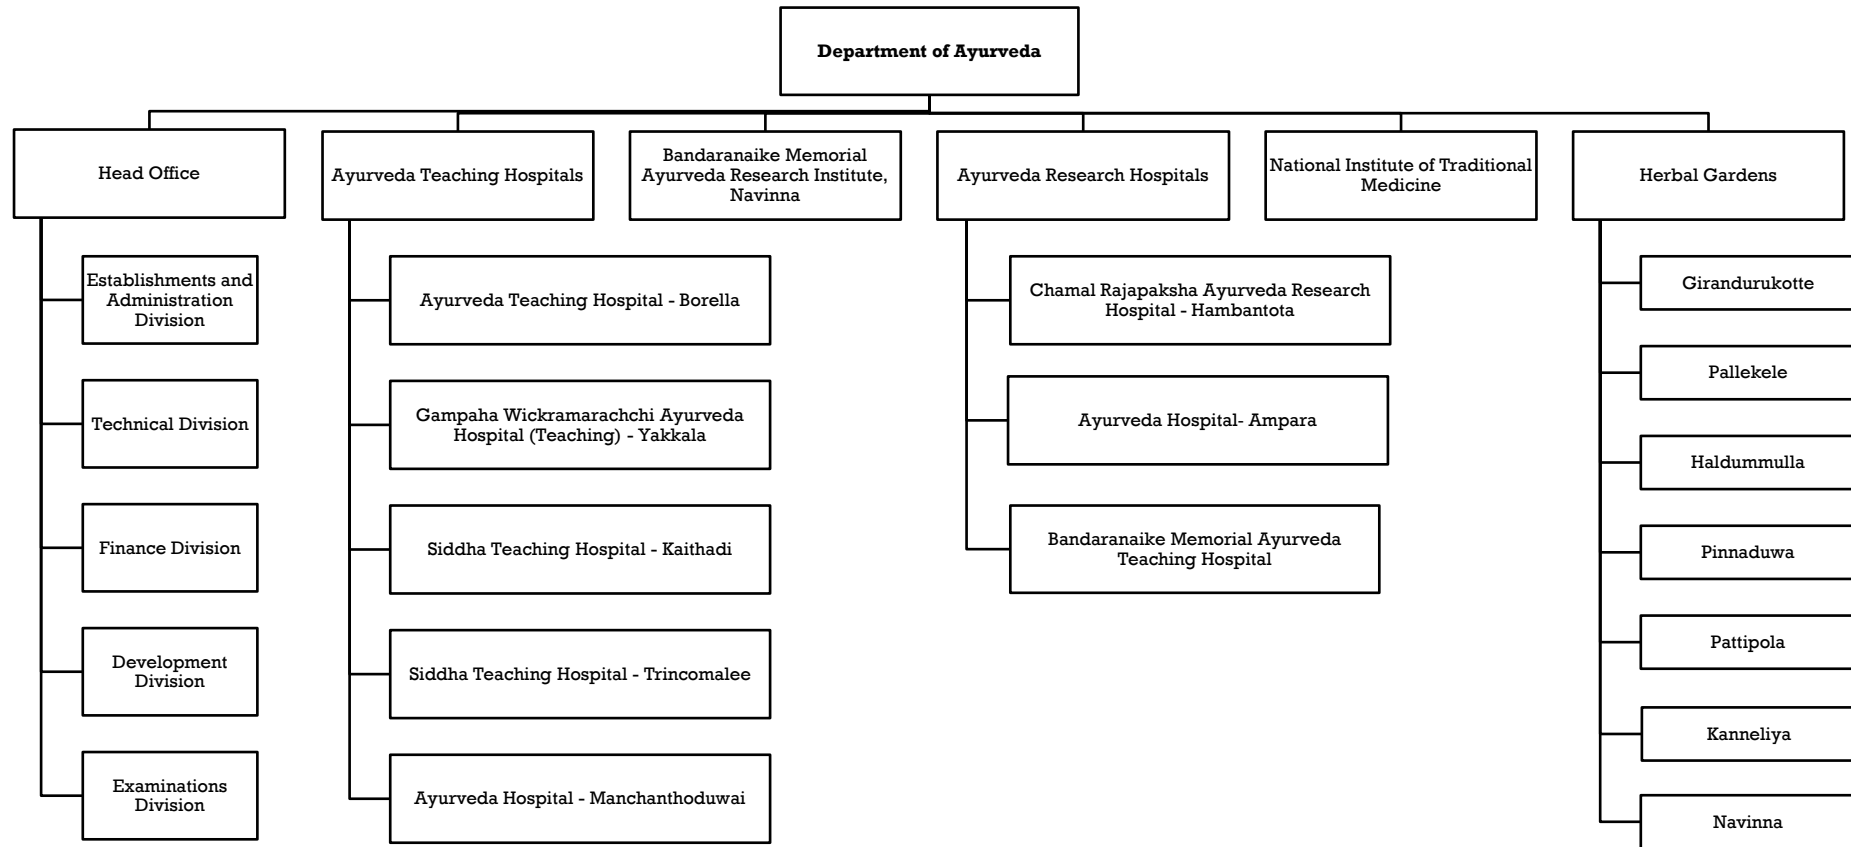 Department of Ayurveda
Head Office
Ayurveda Teaching Hospitals
Bandaranaike Memorial
Ayurveda Research Institute,
Navinna
Ayurveda Research Hospitals
National Institute of Traditional
Medicine
Herbal Gardens
Establishments and
Administration
Division
Technical Division
Finance Division
Development
Division
Examinations
Division
Ayurveda Teaching Hospital - Borella
Gampaha Wickramarachchi Ayurveda
Hospital (Teaching) - Yakkala
Siddha Teaching Hospital - Kaithadi
Siddha Teaching Hospital - Trincomalee
Ayurveda Hospital - Manchanthoduwai
Chamal Rajapaksha Ayurveda Research
Hospital - Hambantota
Ayurveda Hospital- Ampara
Bandaranaike Memorial Ayurveda
Teaching Hospital
Girandurukotte
Pallekele
Haldummulla
Pinnaduwa
Pattipola
Kanneliya
Navinna